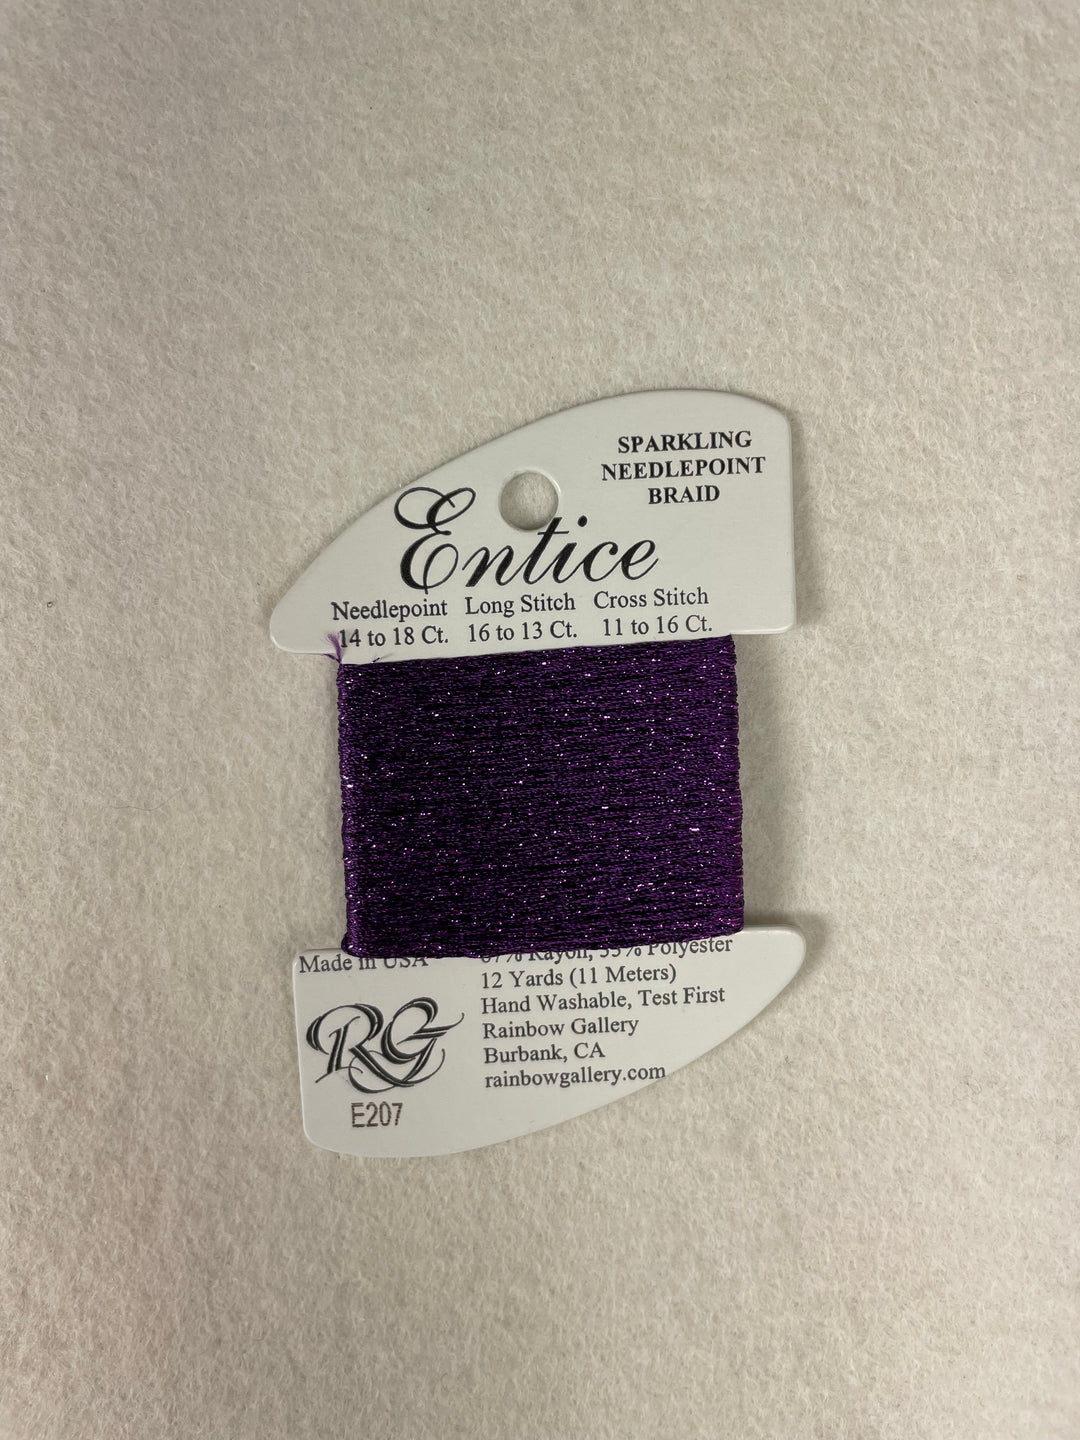 SPARKLING
NEEDLEPOINT
BRAID
Entice
Needlepoint Long Stitch Cross Stitch
14 to 18 Ct. 16 to 13 Ct. 11 to 16 Ct.
Made in USA
Rayon, Polyester
12 Yards (11 Meters)
Hand Washable, Test First
Rainbow Gallery
Burbank, CA
rainbowgallery.com
RG
E207